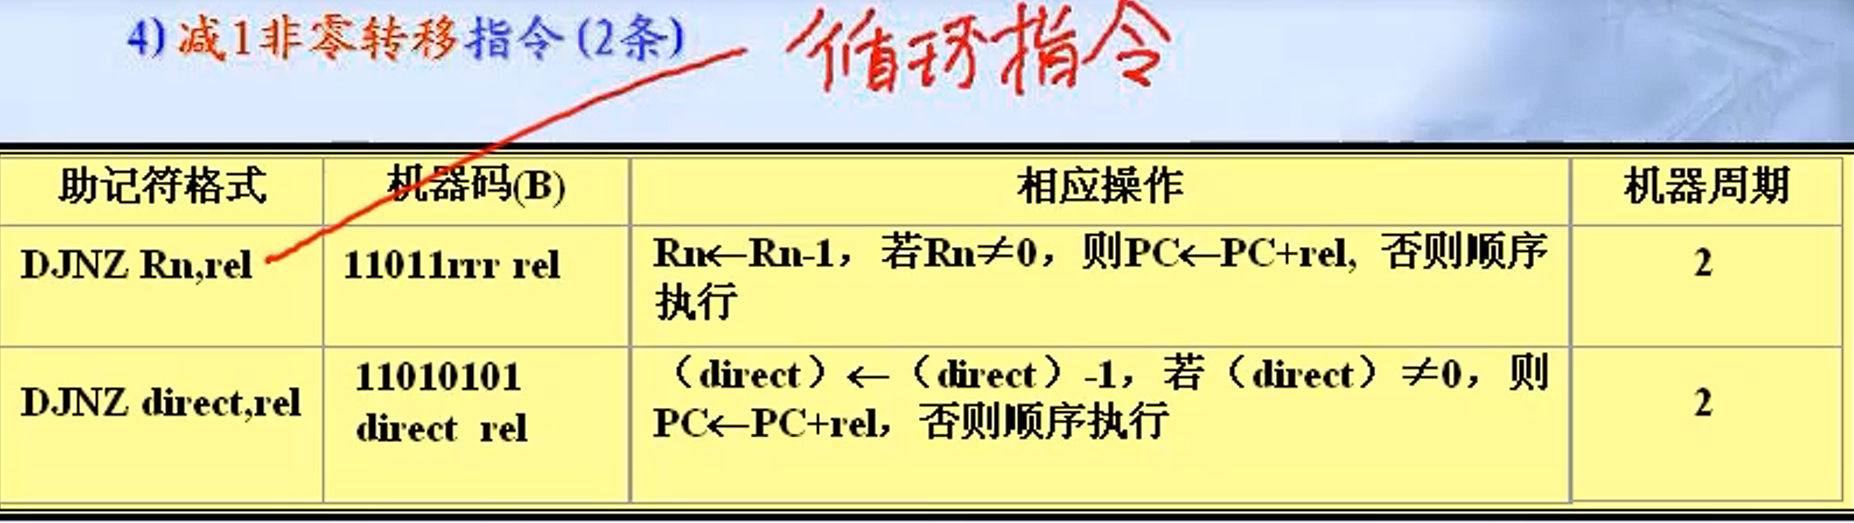 4) 减1非零转移指令(2条)
循环指令
助记符格式
机器码(B)
相应操作
机器周期
DJNZ Rn,rel
11011rrr rel
Rn←Rn-1，若Rn≠0，则PC←PC+rel, 否则顺序
执行
2
DJNZ direct,rel
11010101
direct rel
（direct）←（direct）-1，若（direct）≠0，则
PC←PC+rel，否则顺序执行
2